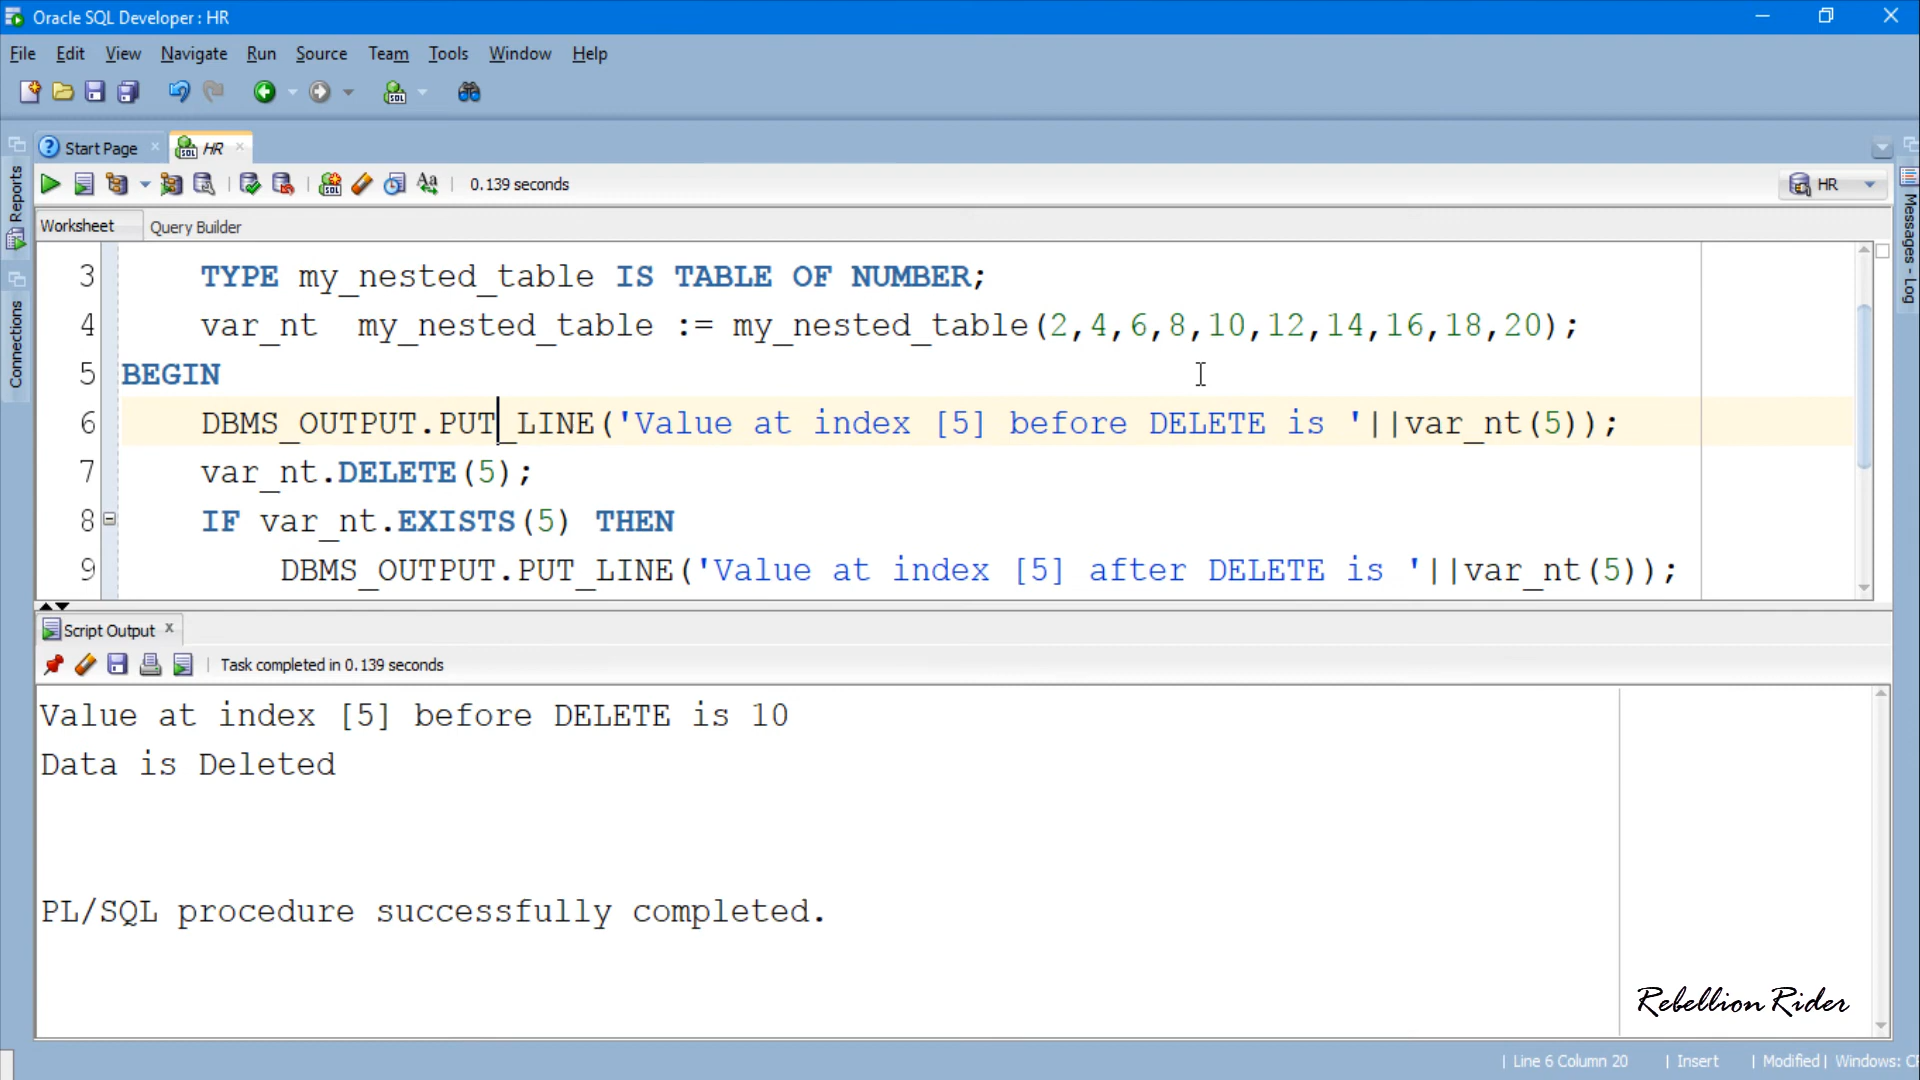 Oracle SQL Developer : HR
File Edit View Navigate Run Source Team Tools Window Help
Start Page HR
0.139 seconds
HR
Worksheet Query Builder
Reports
Connections
Messages - Log
3 TYPE my_nested_table IS TABLE OF NUMBER;
4 var_nt my_nested_table := my_nested_table(2,4,6,8,10,12,14,16,18,20);
5 BEGIN
6 DBMS_OUTPUT.PUT_LINE('Value at index [5] before DELETE is '||var_nt(5));
7 var_nt.DELETE(5);
8 IF var_nt.EXISTS(5) THEN
9 DBMS_OUTPUT.PUT_LINE('Value at index [5] after DELETE is '||var_nt(5));
Script Output
Task completed in 0.139 seconds
Value at index [5] before DELETE is 10
Data is Deleted
PL/SQL procedure successfully completed.
Rebellion Rider
Line 6 Column 20 | Insert | Modified | Windows: